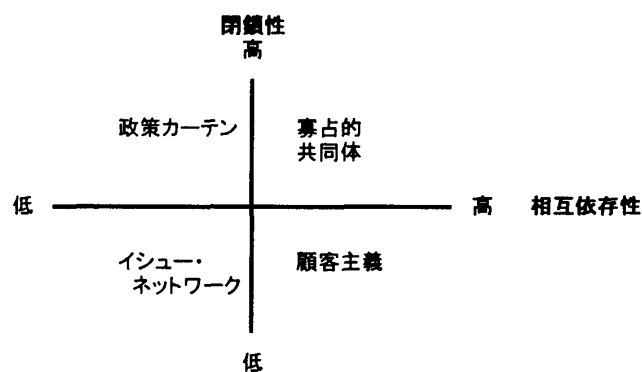 閉鎖性
高
政策カーテン
寡占的
共同体
低
高 相互依存性
イシュー・
ネットワーク
顧客主義
低